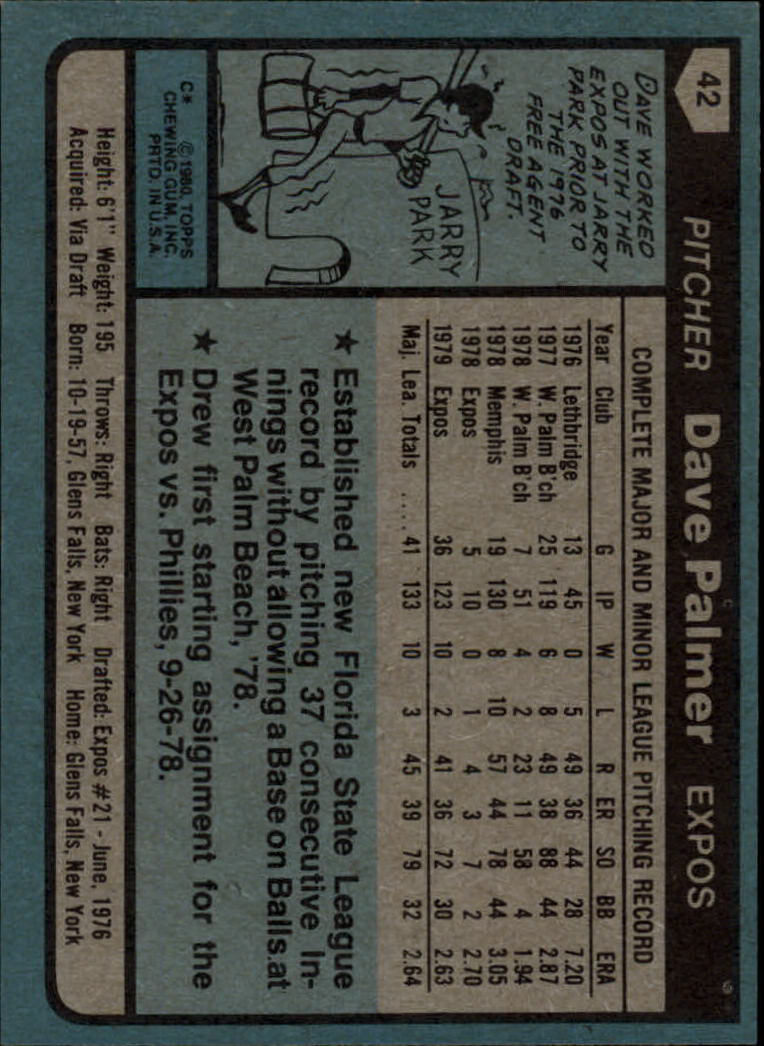 42
PITCHER Dave Palmer EXPOS
DAVE WORKED
OUT WITH THE
EXPOS AT JARRY
PARK PRIOR TO
THE 1976
FREE AGENT
DRAFT.
JARRY
PARK
C* © 1980 TOPPS
CHEWING GUM, INC.
PRTD. IN U.S.A.
COMPLETE MAJOR AND MINOR LEAGUE PITCHING RECORD
Year Club G IP W L R ER SO BB ERA
1976 Lethbridge 13 45 0 5 49 36 44 28 7.20
1977 W. Palm B'ch 25 119 6 8 49 38 88 44 2.87
1978 W. Palm B'ch 7 51 4 2 23 11 58 4 1.94
1978 Memphis 19 130 8 10 57 44 78 44 3.05
1978 Expos 5 10 0 1 4 3 7 2 2.70
1979 Expos 36 123 10 2 41 36 72 30 2.63
Maj. Lea. Totals .... 41 133 10 3 45 39 79 32 2.64
★ Established new Florida State League
record by pitching 37 consecutive In-
nings without allowing a Base on Balls at
West Palm Beach, '78.
★ Drew first starting assignment for the
Expos vs. Phillies, 9-26-78.
Height: 6'1" Weight: 195 Throws: Right Bats: Right Drafted: Expos #21 - June, 1976
Acquired: Via Draft Born: 10-19-57, Glens Falls, New York Home: Glens Falls, New York